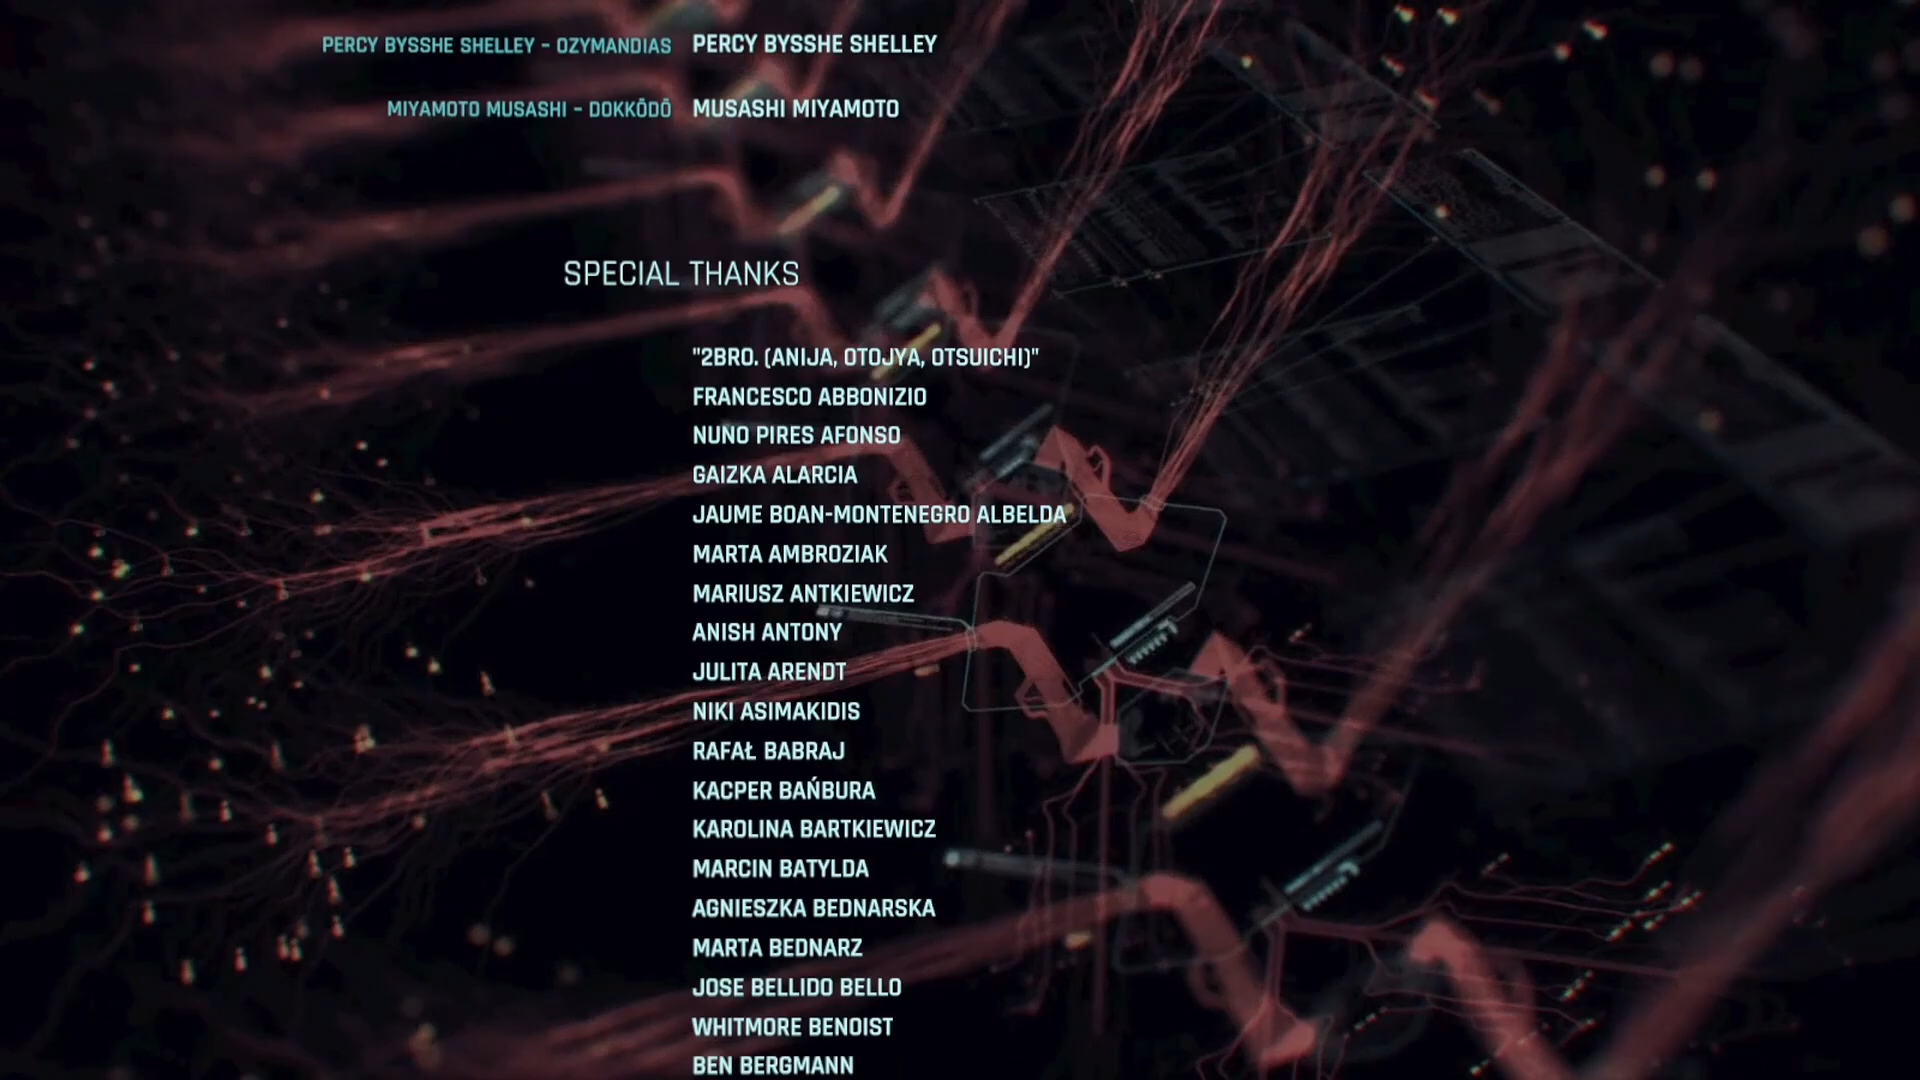 PERCY BYSSHE SHELLEY – OZYMANDIAS PERCY BYSSHE SHELLEY
MIYAMOTO MUSASHI – DOKKŌDŌ MUSASHI MIYAMOTO
SPECIAL THANKS
"2BRO. (ANIJA, OTOJYA, OTSUICHI)"
FRANCESCO ABBONIZIO
NUNO PIRES AFONSO
GAIZKA ALARCIA
JAUME BOAN-MONTENEGRO ALBELDA
MARTA AMBROZIAK
MARIUSZ ANTKIEWICZ
ANISH ANTONY
JULITA ARENDT
NIKI ASIMAKIDIS
RAFAŁ BABRAJ
KACPER BAŃBURA
KAROLINA BARTKIEWICZ
MARCIN BATYLDA
AGNIESZKA BEDNARSKA
MARTA BEDNARZ
JOSE BELLIDO BELLO
WHITMORE BENOIST
BEN BERGMANN